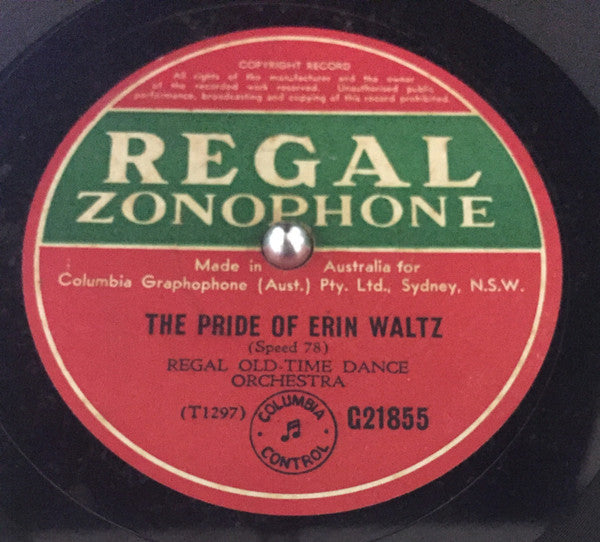 COPYRIGHT RECORD
All rights of the manufacturer and the owner
of the recorded work reserved. Unauthorised public
performance, broadcasting and copying of this record prohibited.
REGAL
ZONOPHONE
Made in Australia for
Columbia Graphophone (Aust.) Pty. Ltd., Sydney, N.S.W.
THE PRIDE OF ERIN WALTZ
(Speed 78)
REGAL OLD-TIME DANCE
ORCHESTRA
(T1297) COLUMBIA CONTROL G21855